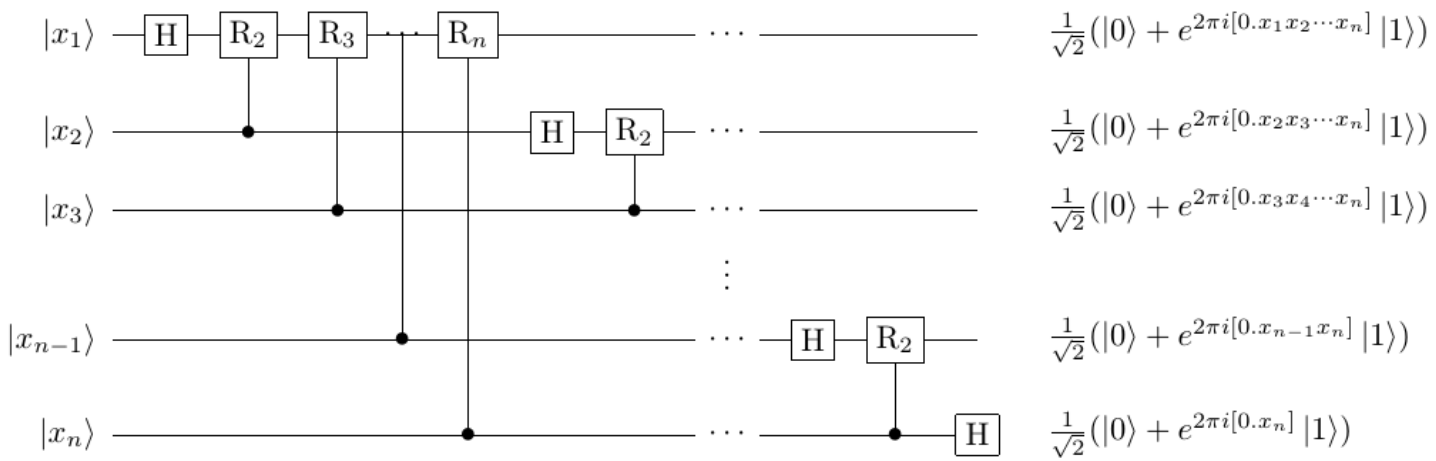 |x₁⟩ H R₂ R₃ ⋯ Rₙ ⋯ 1/√2(|0⟩ + e^{2πi[0.x₁x₂⋯xₙ]} |1⟩)
|x₂⟩ H R₂ ⋯ 1/√2(|0⟩ + e^{2πi[0.x₂x₃⋯xₙ]} |1⟩)
|x₃⟩ ⋯ 1/√2(|0⟩ + e^{2πi[0.x₃x₄⋯xₙ]} |1⟩)
⋮
|xₙ₋₁⟩ ⋯ H R₂ 1/√2(|0⟩ + e^{2πi[0.xₙ₋₁xₙ]} |1⟩)
|xₙ⟩ ⋯ H 1/√2(|0⟩ + e^{2πi[0.xₙ]} |1⟩)